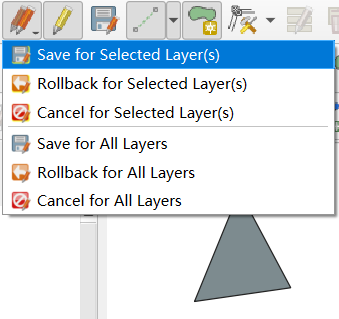 Save for Selected Layer(s)
Rollback for Selected Layer(s)
Cancel for Selected Layer(s)
Save for All Layers
Rollback for All Layers
Cancel for All Layers